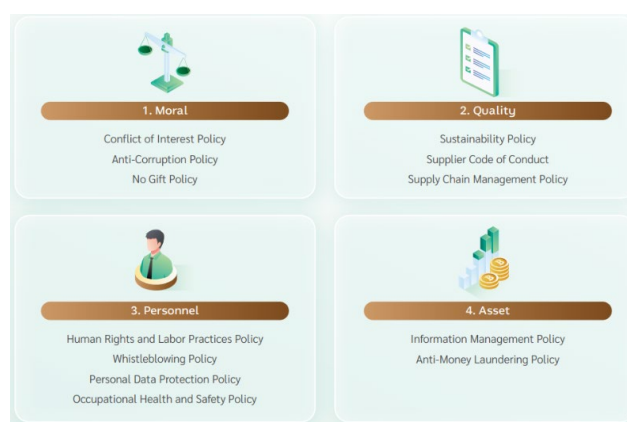 1. Moral
Conflict of Interest Policy
Anti-Corruption Policy
No Gift Policy
2. Quality
Sustainability Policy
Supplier Code of Conduct
Supply Chain Management Policy
3. Personnel
Human Rights and Labor Practices Policy
Whistleblowing Policy
Personal Data Protection Policy
Occupational Health and Safety Policy
4. Asset
Information Management Policy
Anti-Money Laundering Policy